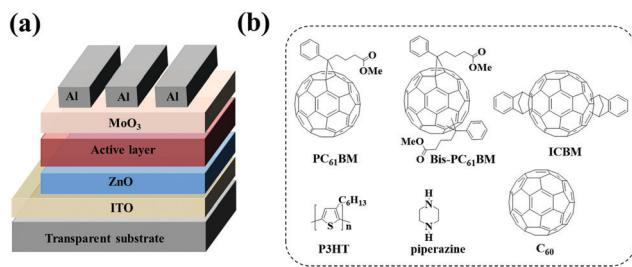 (a)
Al Al Al
MoO₃
Active layer
ZnO
ITO
Transparent substrate
(b)
O
OMe
PC₆₁BM
O
OMe
MeO
O
Bis-PC₆₁BM
ICBM
C₆H₁₃
S
n
P3HT
H
N
N
H
piperazine
C₆₀